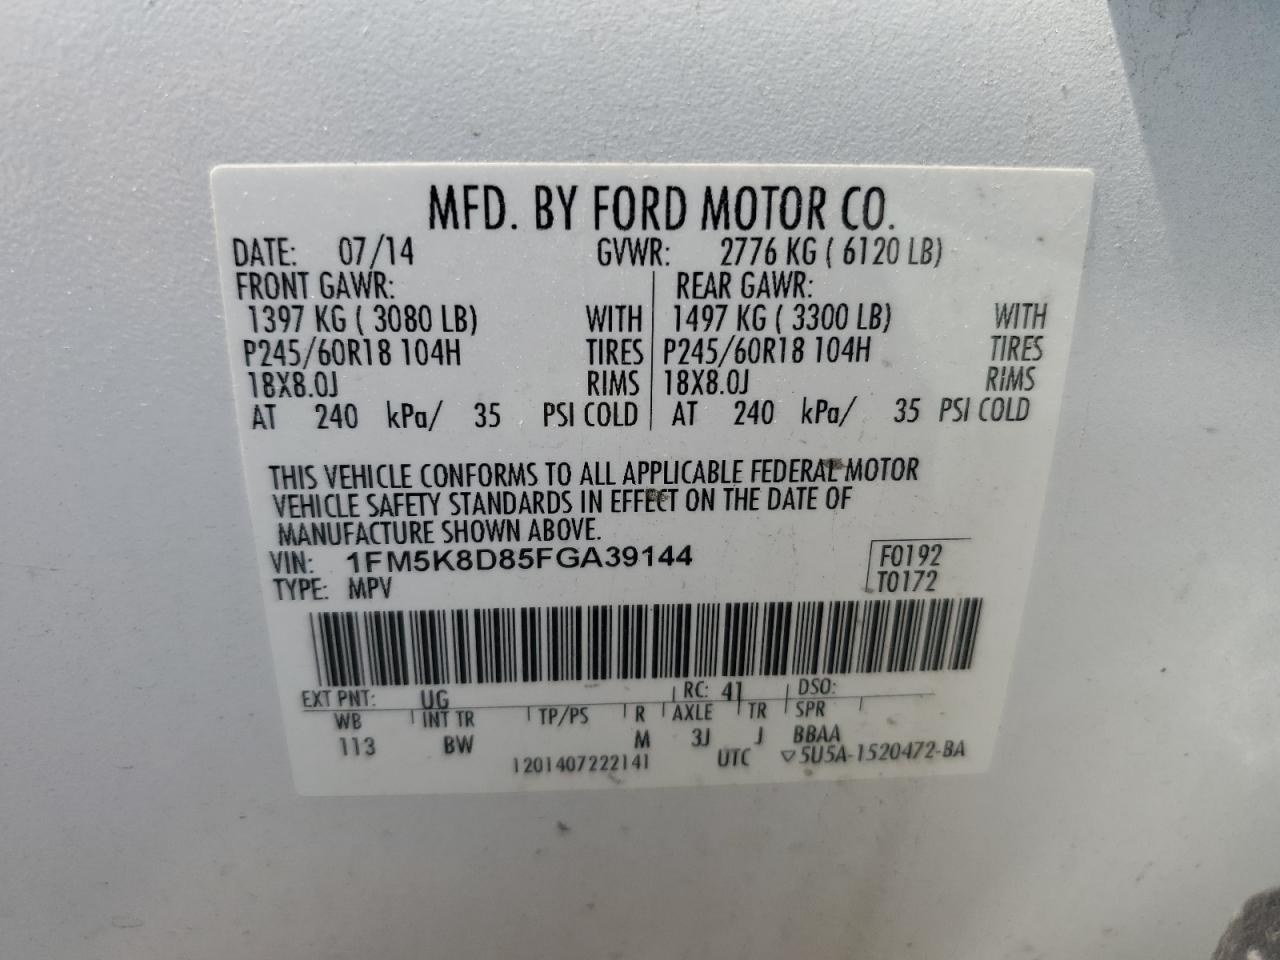 MFD. BY FORD MOTOR CO.
DATE: 07/14 GVWR: 2776 KG ( 6120 LB)
FRONT GAWR: REAR GAWR:
1397 KG ( 3080 LB) WITH 1497 KG ( 3300 LB) WITH
P245/60R18 104H TIRES P245/60R18 104H TIRES
18X8.0J RIMS 18X8.0J RIMS
AT 240 kPa/ 35 PSI COLD AT 240 kPa/ 35 PSI COLD
THIS VEHICLE CONFORMS TO ALL APPLICABLE FEDERAL MOTOR
VEHICLE SAFETY STANDARDS IN EFFECT ON THE DATE OF
MANUFACTURE SHOWN ABOVE.
VIN: 1FM5K8D85FGA39144 F0192
TYPE: MPV T0172
EXT PNT: UG RC: 41 DSO:
WB INT TR TP/PS R AXLE TR SPR
113 BW M 3J J BBAA
1201407222141 UTC ▽5U5A-1520472-BA